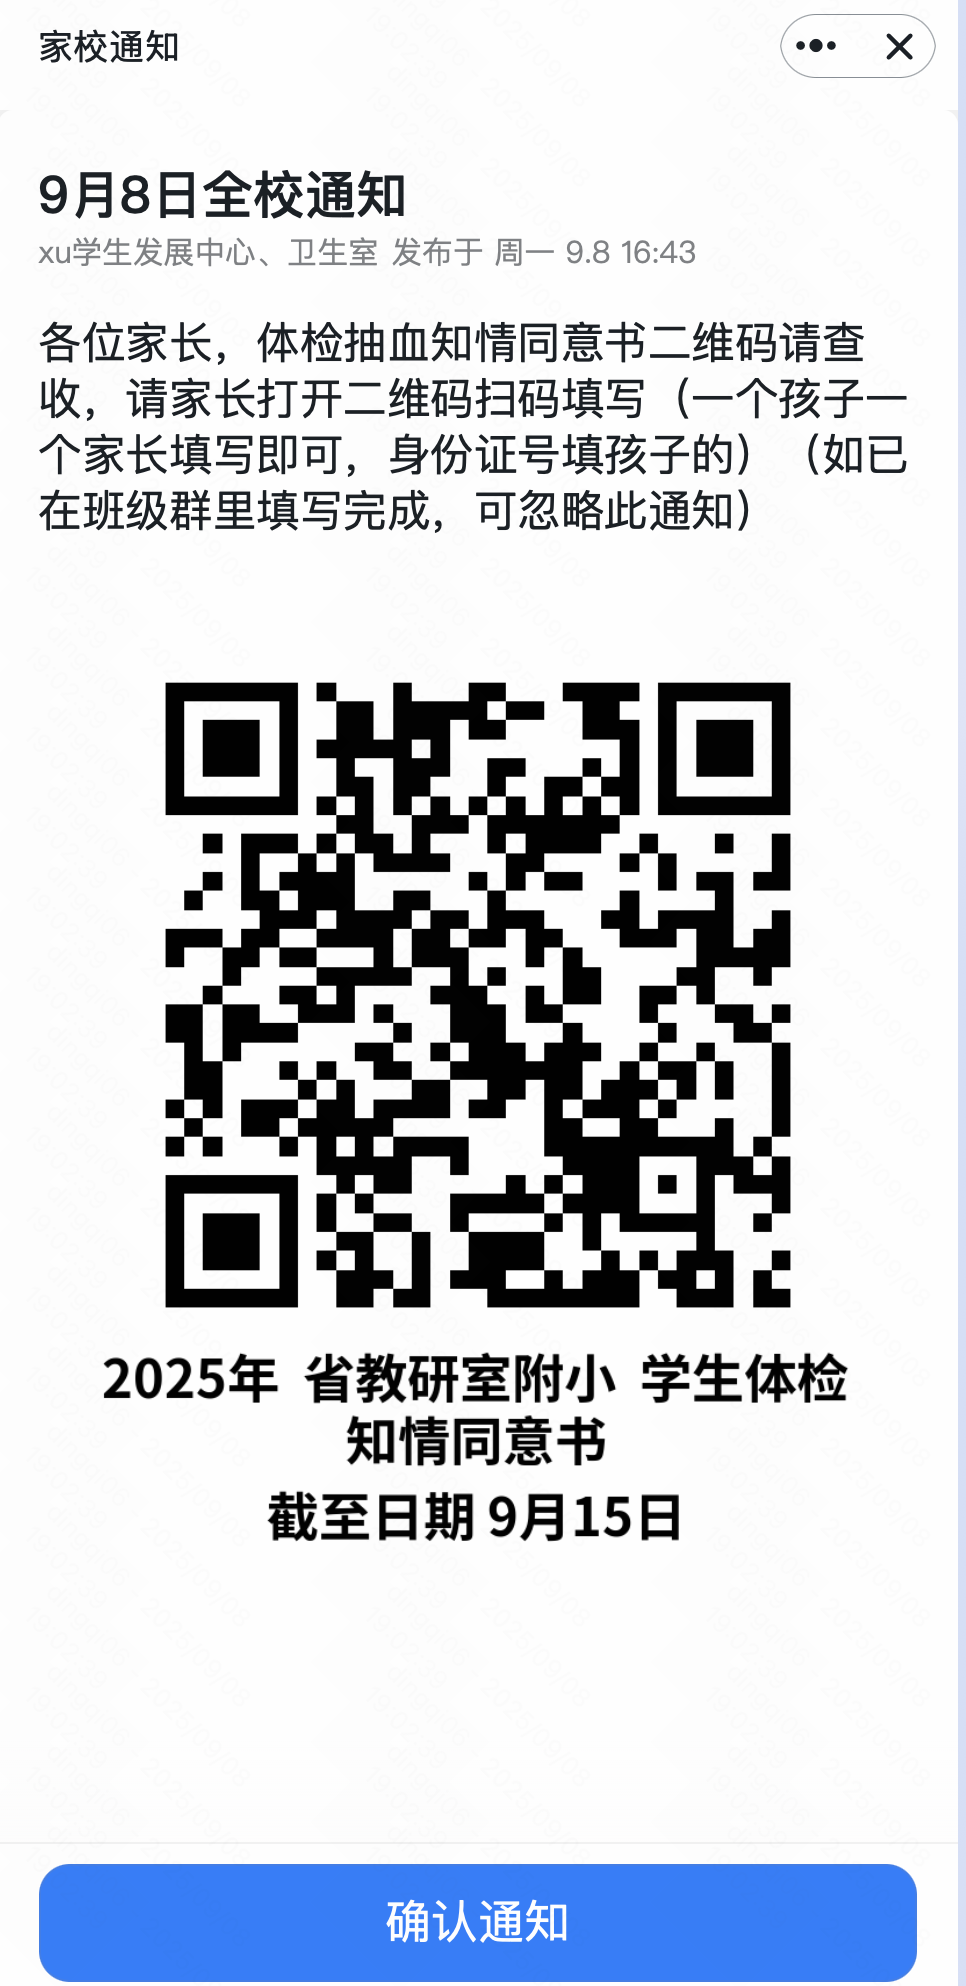 家校通知
9月8日全校通知
xu学生发展中心、卫生室 发布于 周一 9.8 16:43
各位家长，体检抽血知情同意书二维码请查
收，请家长打开二维码扫码填写（一个孩子一
个家长填写即可，身份证号填孩子的）（如已
在班级群里填写完成，可忽略此通知）
2025年 省教研室附小 学生体检
知情同意书
截至日期 9月15日
确认通知